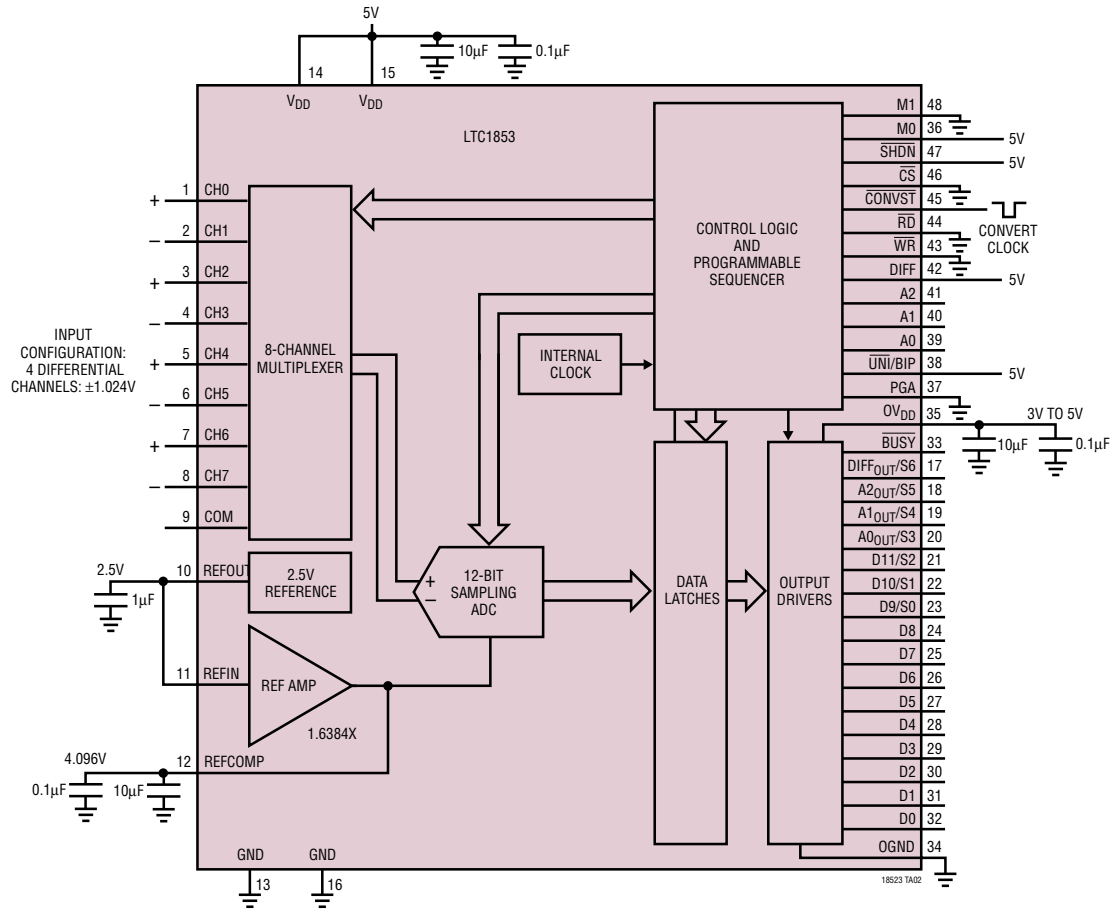 5V
10µF
0.1µF
14
15
VDD
VDD
LTC1853
M1 48
M0 36
5V
SHDN 47
5V
CS 46
CONVST 45
CONVERT
CLOCK
RD 44
WR 43
DIFF 42
5V
A2 41
A1 40
A0 39
UNI/BIP 38
5V
PGA 37
OVDD 35
3V TO 5V
10µF
0.1µF
BUSY 33
DIFFOUT/S6 17
A2OUT/S5 18
A1OUT/S4 19
A0OUT/S3 20
D11/S2 21
D10/S1 22
D9/S0 23
D8 24
D7 25
D6 26
D5 27
D4 28
D3 29
D2 30
D1 31
D0 32
OGND 34
+ 1 CH0
– 2 CH1
+ 3 CH2
– 4 CH3
+ 5 CH4
– 6 CH5
+ 7 CH6
– 8 CH7
9 COM
INPUT
CONFIGURATION:
4 DIFFERENTIAL
CHANNELS: ±1.024V
8-CHANNEL
MULTIPLEXER
CONTROL LOGIC
AND
PROGRAMMABLE
SEQUENCER
INTERNAL
CLOCK
2.5V
10 REFOUT
1µF
2.5V
REFERENCE
+
–
12-BIT
SAMPLING
ADC
DATA
LATCHES
OUTPUT
DRIVERS
11 REFIN
REF AMP
1.6384X
4.096V
12 REFCOMP
0.1µF
10µF
GND
GND
13
16
18523 TA02